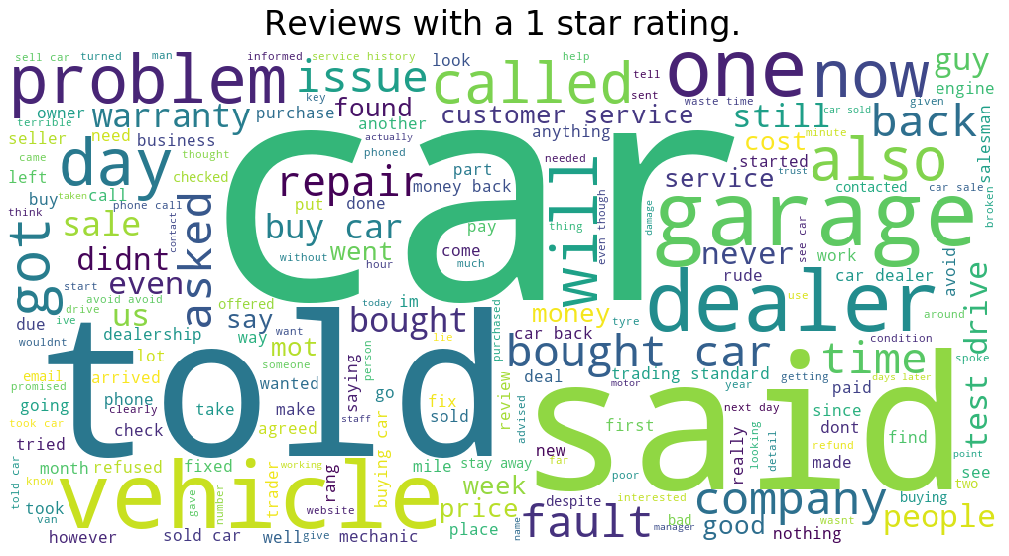 Reviews with a 1 star rating.
sell car turned man informed service history look help guy
problem issue called tell one now engine
owner warranty key found purchase sent customer service waste time still car sold given back
terrible actually another anything minute cost salesman
seller need business phoned needed started also
came day thought checked repair part money back service trust contacted car sale
left call taken put done pay thing even though will damage garage broken
buy phone call asked buy car car see car work
think sale contact without went come never
got didnt hour much rude car dealer avoid
start even offered today im dealer use
drive avoid avoid us say way bought money tyre around
due ive dealership want lie purchased car back condition test drive
wouldnt lot mot someone person bought car time spoke
email arrived saying wanted deal trading standard getting days later
promised phone take make go fix sold review motor year paid
going clearly told staff advised said
took car check agreed first next day since find
tried really looking detail dont refund made point
month refused fixed working rang mile stay away new far poor
told car know vehicle trader buying car week interested see two
took gave number website price despite company buying
van place name fault bad good manager wasnt people
however sold car well give mechanic nothing